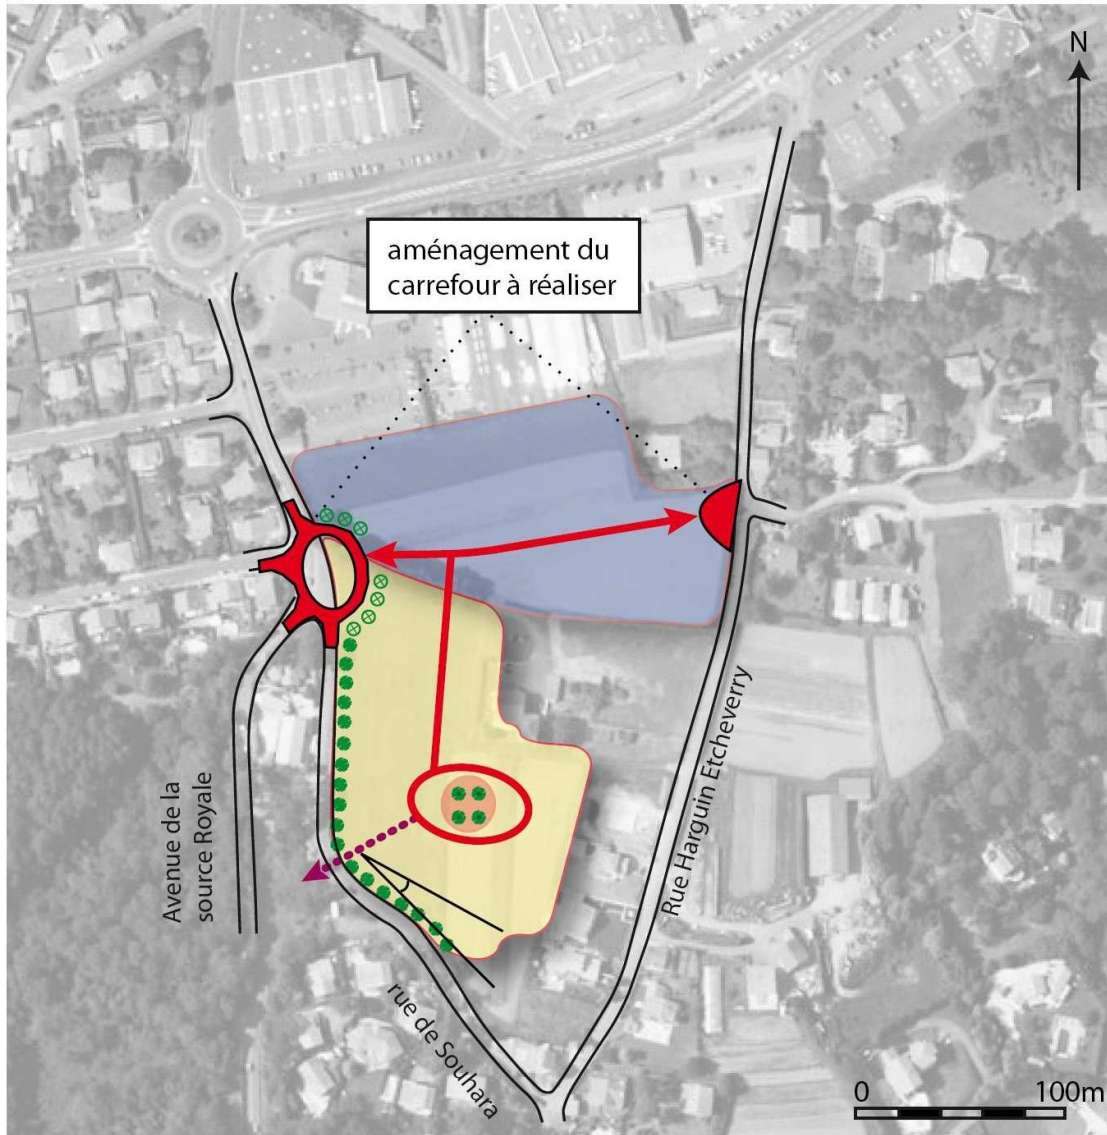 N
aménagement du
carrefour à réaliser
Avenue de la
source Royale
Rue Harguin Etcheverry
rue de Souhara
0 100m